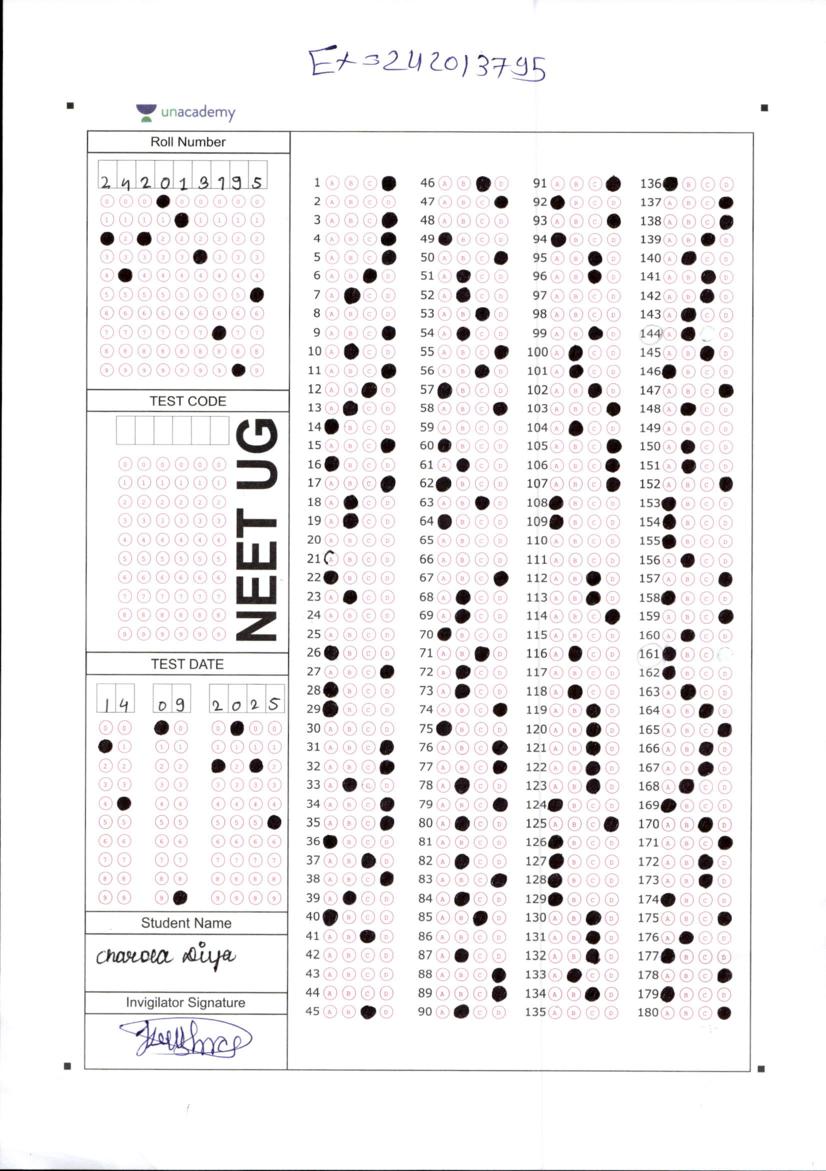 Ex=242013795
unacademy
Roll Number
2 4 2 0 1 3 7 9 5
TEST CODE
NEET UG
TEST DATE
14 09 2025
Student Name
Charola Diya
Invigilator Signature
1 A B C
2 A B C
3 A B C
4 A B C
5 A B C
6 A B D
7 A C D
8 A B C D
9 A B C
10 A C D
11 A B C
12 A B D
13 A C D
14 B C D
15 A B C
16 B C D
17 A B C
18 A C D
19 A C D
20 A B C D
21 A B C D
22 B C D
23 A C D
24 A B C D
25 A B C D
26 B C D
27 A B C
28 B C D
29 B C D
30 A B C D
31 A B C
32 A B C
33 A C D
34 A B C
35 A B C
36 B C D
37 A B D
38 A B C
39 A C D
40 B C D
41 A B D
42 A B C D
43 A B C D
44 A B C D
45 A B D
46 A B D
47 A B C
48 A B C D
49 B C D
50 A B C
51 A C D
52 A C D
53 A B D
54 A C D
55 A B C
56 A B D
57 B C D
58 A B C
59 A B C D
60 B C D
61 A C D
62 B C D
63 A B D
64 B C D
65 A B C D
66 A B C D
67 A B C
68 A C D
69 A C D
70 B C D
71 A B D
72 A C D
73 A C D
74 A B C
75 B C D
76 A B C
77 A B C
78 A C D
79 A B C
80 A C D
81 A B C D
82 A C D
83 A B C
84 A C D
85 A B D
86 A B C D
87 A C D
88 A B C
89 A B C
90 A C D
91 A B C
92 B C D
93 A B C
94 B C D
95 A B D
96 A B D
97 A B C D
98 A B C D
99 A B D
100 A C D
101 A C D
102 A B D
103 A B C
104 A C D
105 A B C
106 A B C
107 A B C
108 B C D
109 B C D
110 A B C D
111 A B C D
112 A B D
113 A B D
114 A B C
115 A B C D
116 A C D
117 A B C D
118 A C D
119 A B D
120 A B D
121 A B D
122 A B D
123 A B D
124 B C D
125 A B C
126 B C D
127 B C D
128 B C D
129 B C D
130 A B D
131 A B D
132 A B D
133 A C D
134 A B D
135 A B C D
136 B C D
137 A B C
138 A B C
139 A B D
140 A C D
141 A B D
142 A B D
143 A C D
144 A D
145 A B D
146 B C D
147 A B C
148 A C D
149 A B C D
150 A C D
151 A C D
152 A B C
153 B C D
154 B C D
155 B C D
156 A C D
157 A B C
158 B C D
159 A B C
160 A C D
161 B C
162 B C D
163 A C D
164 A B D
165 A B C
166 A B D
167 A B D
168 A C D
169 B C D
170 A B D
171 A B C
172 A B D
173 A B D
174 B C D
175 A B C
176 A C D
177 B C D
178 A B C
179 B C D
180 A B C